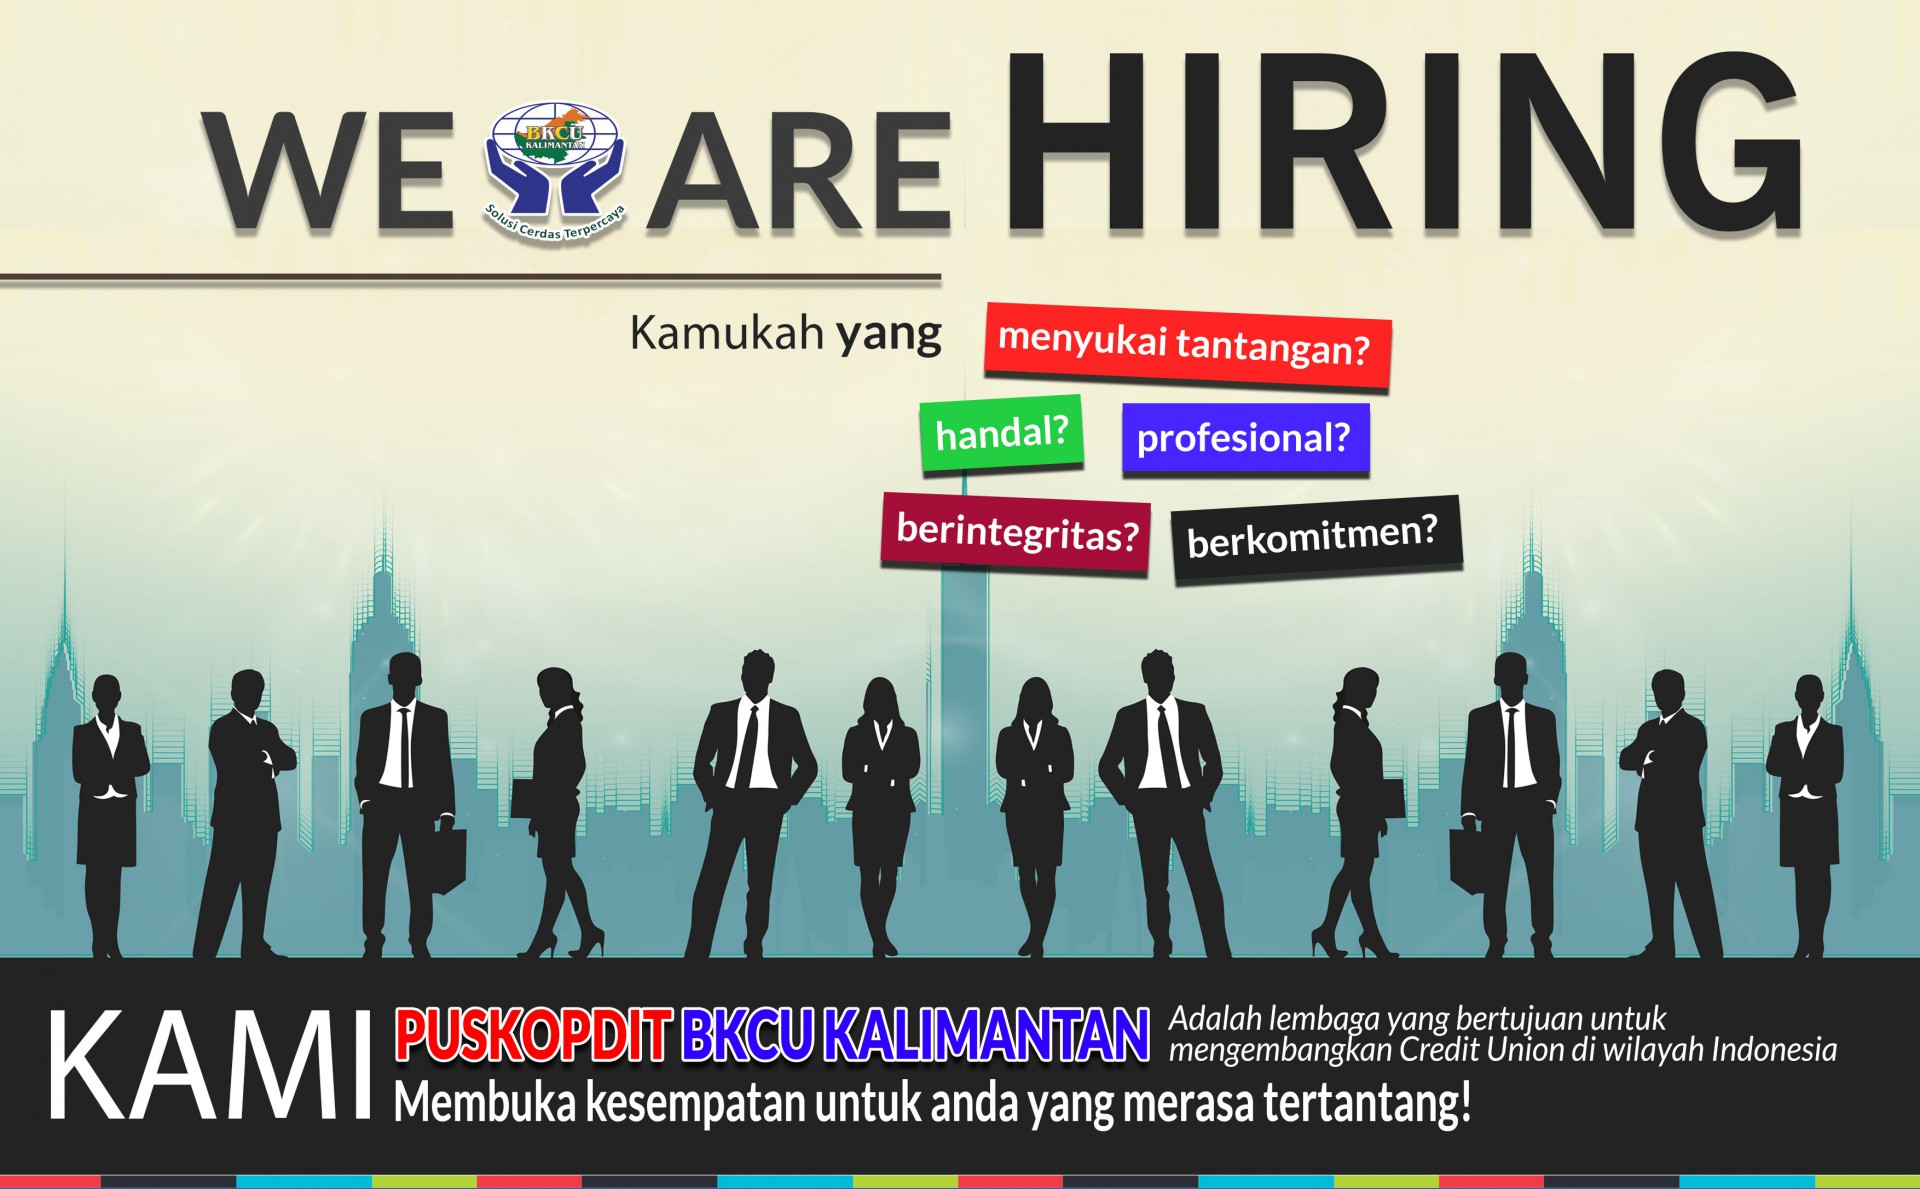 WE ARE HIRING
BKCU
KALIMANTAN
Solusi Cerdas Terpercaya
Kamukah yang menyukai tantangan?
handal? profesional?
berintegritas? berkomitmen?
KAMI PUSKOPDIT BKCU KALIMANTAN
Adalah lembaga yang bertujuan untuk
mengembangkan Credit Union di wilayah Indonesia
Membuka kesempatan untuk anda yang merasa tertantang!